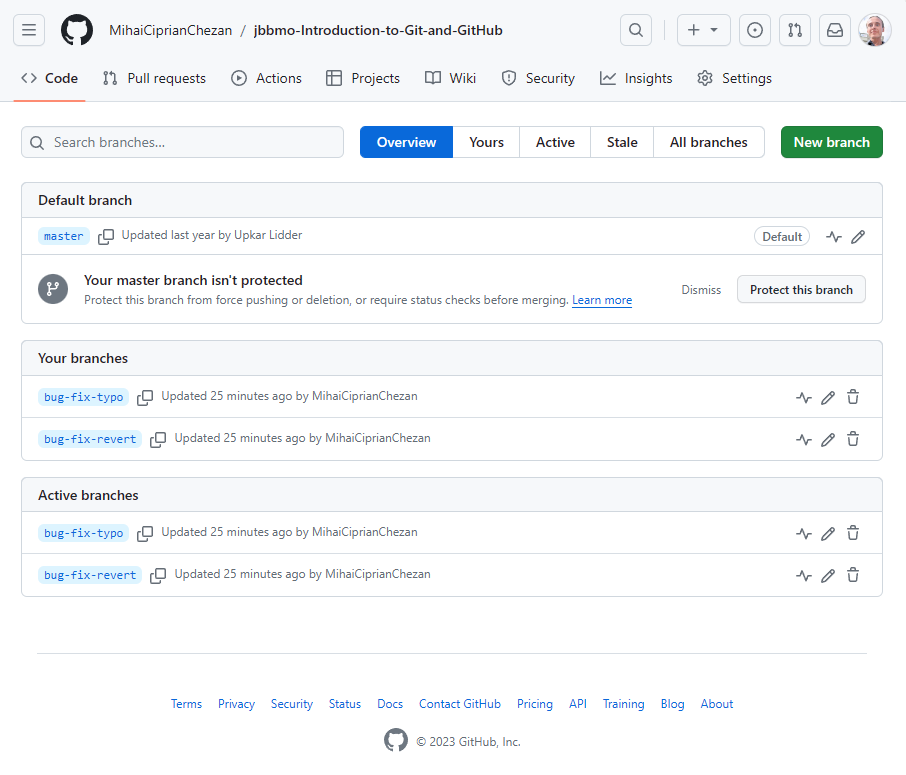 MihaiCiprianChezan / jbbmo-Introduction-to-Git-and-GitHub
Code Pull requests Actions Projects Wiki Security Insights Settings
Search branches... Overview Yours Active Stale All branches New branch
Default branch
master Updated last year by Upkar Lidder Default
Your master branch isn't protected
Protect this branch from force pushing or deletion, or require status checks before merging. Learn more Dismiss Protect this branch
Your branches
bug-fix-typo Updated 25 minutes ago by MihaiCiprianChezan
bug-fix-revert Updated 25 minutes ago by MihaiCiprianChezan
Active branches
bug-fix-typo Updated 25 minutes ago by MihaiCiprianChezan
bug-fix-revert Updated 25 minutes ago by MihaiCiprianChezan
Terms Privacy Security Status Docs Contact GitHub Pricing API Training Blog About
© 2023 GitHub, Inc.